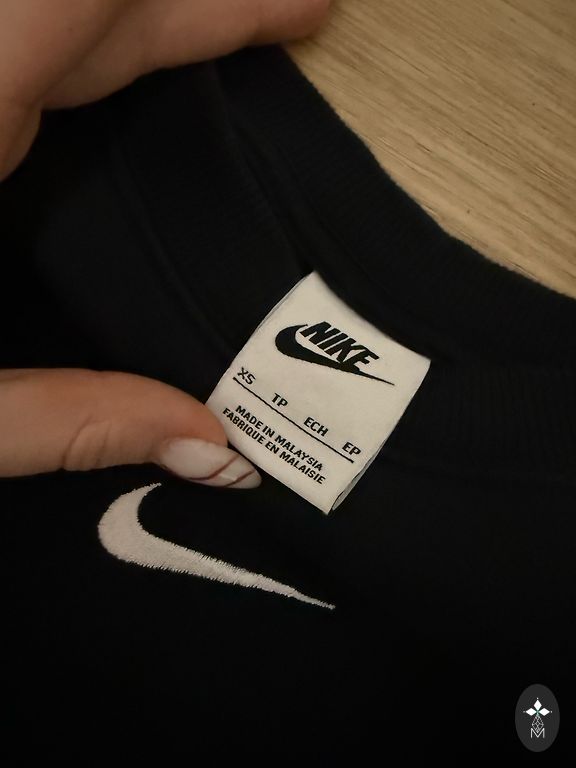 NIKE
XS TP ECH EP
MADE IN MALAYSIA
FABRIQUE EN MALAISIE
M